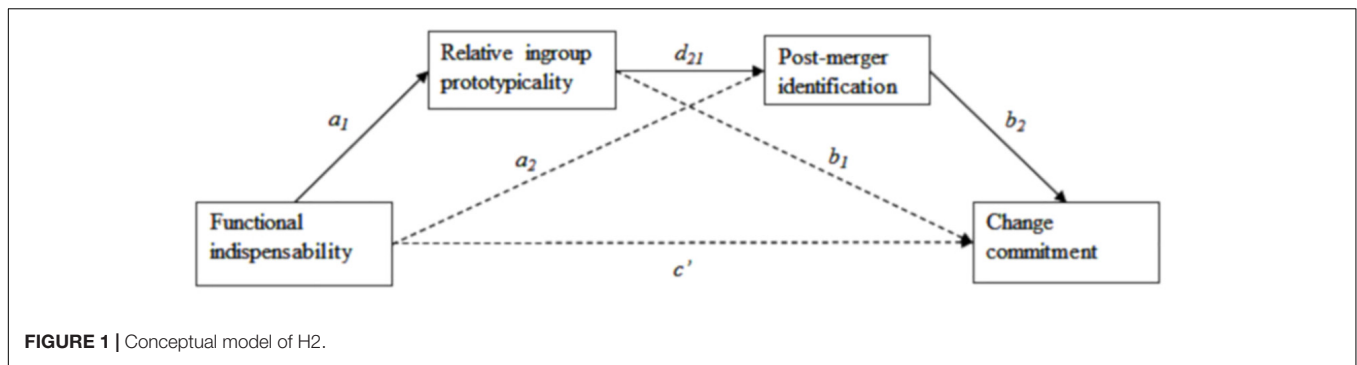 Relative ingroup
prototypicality
d21
Post-merger
identification
a1
a2
b1
b2
Functional
indispensability
c'
Change
commitment
FIGURE 1 | Conceptual model of H2.